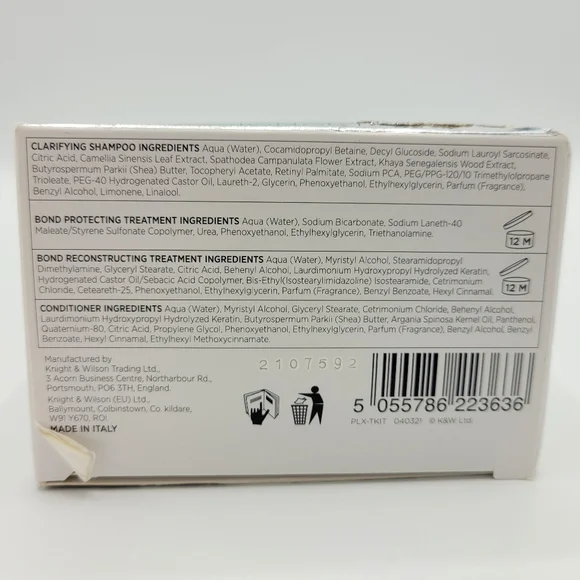 CLARIFYING SHAMPOO INGREDIENTS Aqua (Water), Cocamidopropyl Betaine, Decyl Glucoside, Sodium Lauroyl Sarcosinate,
Citric Acid, Camellia Sinensis Leaf Extract, Spathodea Campanulata Flower Extract, Khaya Senegalensis Wood Extract,
Butyrospermum Parkii (Shea) Butter, Tocopheryl Acetate, Retinyl Palmitate, Sodium PCA, PEG/PPG-120/10 Trimethylolpropane
Trioleate, PEG-40 Hydrogenated Castor Oil, Laureth-2, Glycerin, Phenoxyethanol, Ethylhexylglycerin, Parfum (Fragrance),
Benzyl Alcohol, Limonene, Linalool.
BOND PROTECTING TREATMENT INGREDIENTS Aqua (Water), Sodium Bicarbonate, Sodium Laneth-40
Maleate/Styrene Sulfonate Copolymer, Urea, Phenoxyethanol, Ethylhexylglycerin, Triethanolamine.
12 M
BOND RECONSTRUCTING TREATMENT INGREDIENTS Aqua (Water), Myristyl Alcohol, Stearamidopropyl
Dimethylamine, Glyceryl Stearate, Citric Acid, Behenyl Alcohol, Laurdimonium Hydroxypropyl Hydrolyzed Keratin,
Hydrogenated Castor Oil/Sebacic Acid Copolymer, Bis-Ethyl(Isostearylimidazoline) Isostearamide, Cetrimonium
Chloride, Ceteareth-25, Phenoxyethanol, Ethylhexylglycerin, Parfum (Fragrance), Benzyl Benzoate, Hexyl Cinnamal.
12 M
CONDITIONER INGREDIENTS Aqua (Water), Myristyl Alcohol, Glyceryl Stearate, Cetrimonium Chloride, Behenyl Alcohol,
Laurdimonium Hydroxypropyl Hydrolyzed Keratin, Butyrospermum Parkii (Shea) Butter, Argania Spinosa Kernel Oil, Panthenol,
Quaternium-80, Citric Acid, Propylene Glycol, Phenoxyethanol, Ethylhexylglycerin, Parfum (Fragrance), Benzyl Alcohol, Benzyl
Benzoate, Hexyl Cinnamal, Ethylhexyl Methoxycinnamate.
Manufactured by
Knight & Wilson Trading Ltd.,
3 Acorn Business Centre, Northarbour Rd.,
Portsmouth, PO6 3TH, England.
Knight & Wilson (EU) Ltd.,
Ballymount, Colbinstown, Co. kildare,
W91 Y670, ROI
MADE IN ITALY
2107592
5 055786 223636
PLX-TKIT 040321 © K&W Ltd.